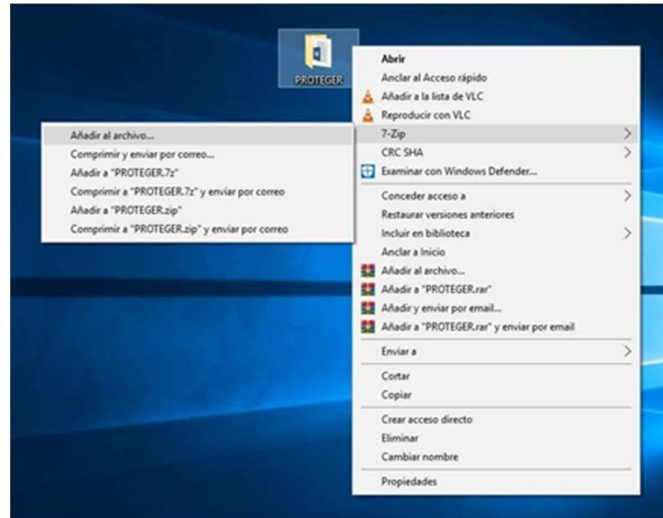 PROTEGER
Abrir
Anclar al Acceso rápido
Añadir a la lista de VLC
Reproducir con VLC
7-Zip
CRC SHA
Examinar con Windows Defender...
Conceder acceso a
Restaurar versiones anteriores
Incluir en biblioteca
Anclar a Inicio
Añadir al archivo...
Añadir a "PROTEGER.rar"
Añadir y enviar por email...
Añadir a "PROTEGER.rar" y enviar por email
Enviar a
Cortar
Copiar
Crear acceso directo
Eliminar
Cambiar nombre
Propiedades
Añadir al archivo...
Comprimir y enviar por correo...
Añadir a "PROTEGER.7z"
Comprimir a "PROTEGER.7z" y enviar por correo
Añadir a "PROTEGER.zip"
Comprimir a "PROTEGER.zip" y enviar por correo